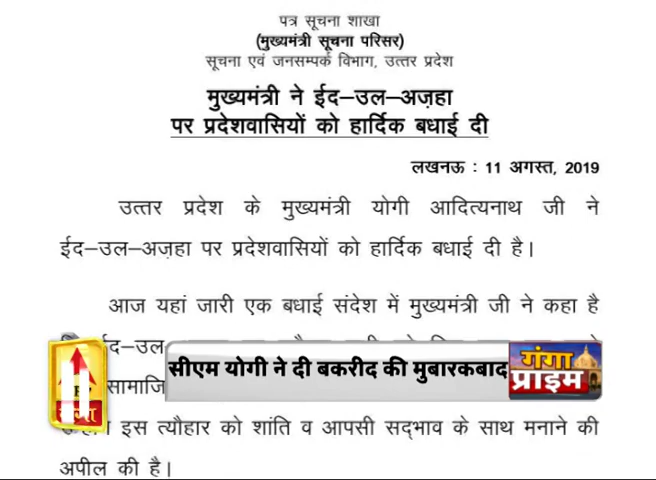 पत्र सूचना शाखा
(मुख्यमंत्री सूचना परिसर)
सूचना एवं जनसम्पर्क विभाग, उत्तर प्रदेश
मुख्यमंत्री ने ईद–उल–अज़हा
पर प्रदेशवासियों को हार्दिक बधाई दी
लखनऊ : 11 अगस्त, 2019
उत्तर प्रदेश के मुख्यमंत्री योगी आदित्यनाथ जी ने
ईद–उल–अज़हा पर प्रदेशवासियों को हार्दिक बधाई दी है।
आज यहां जारी एक बधाई संदेश में मुख्यमंत्री जी ने कहा है
सीएम योगी ने दी बकरीद की मुबारकबाद
गंगा
प्राइम
गंगा
इस त्यौहार को शांति व आपसी सद्भाव के साथ मनाने की
अपील की है।